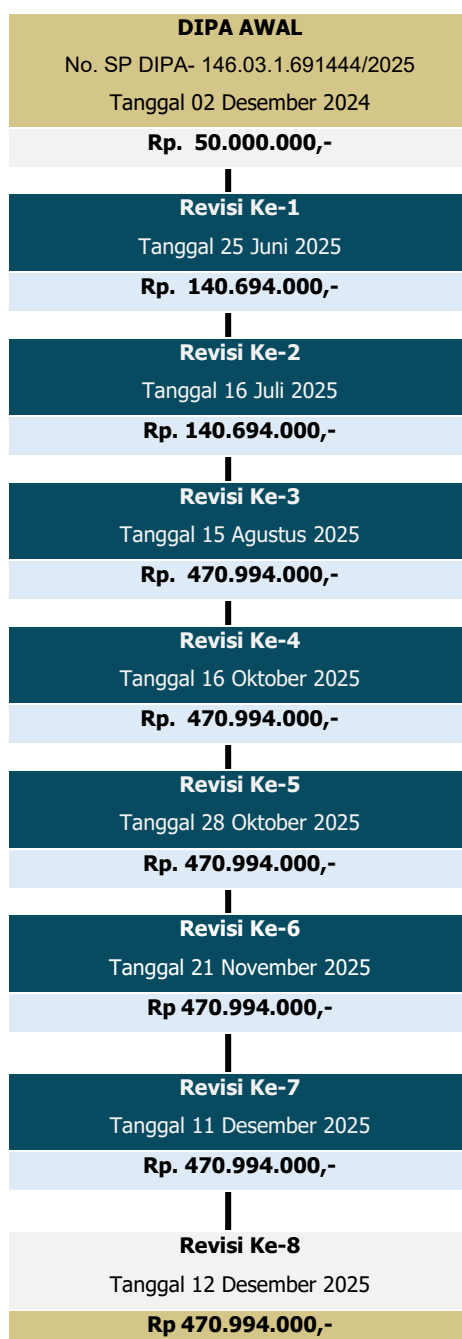 DIPA AWAL
No. SP DIPA- 146.03.1.691444/2025
Tanggal 02 Desember 2024
Rp. 50.000.000,-
Revisi Ke-1
Tanggal 25 Juni 2025
Rp. 140.694.000,-
Revisi Ke-2
Tanggal 16 Juli 2025
Rp. 140.694.000,-
Revisi Ke-3
Tanggal 15 Agustus 2025
Rp. 470.994.000,-
Revisi Ke-4
Tanggal 16 Oktober 2025
Rp. 470.994.000,-
Revisi Ke-5
Tanggal 28 Oktober 2025
Rp. 470.994.000,-
Revisi Ke-6
Tanggal 21 November 2025
Rp 470.994.000,-
Revisi Ke-7
Tanggal 11 Desember 2025
Rp. 470.994.000,-
Revisi Ke-8
Tanggal 12 Desember 2025
Rp 470.994.000,-